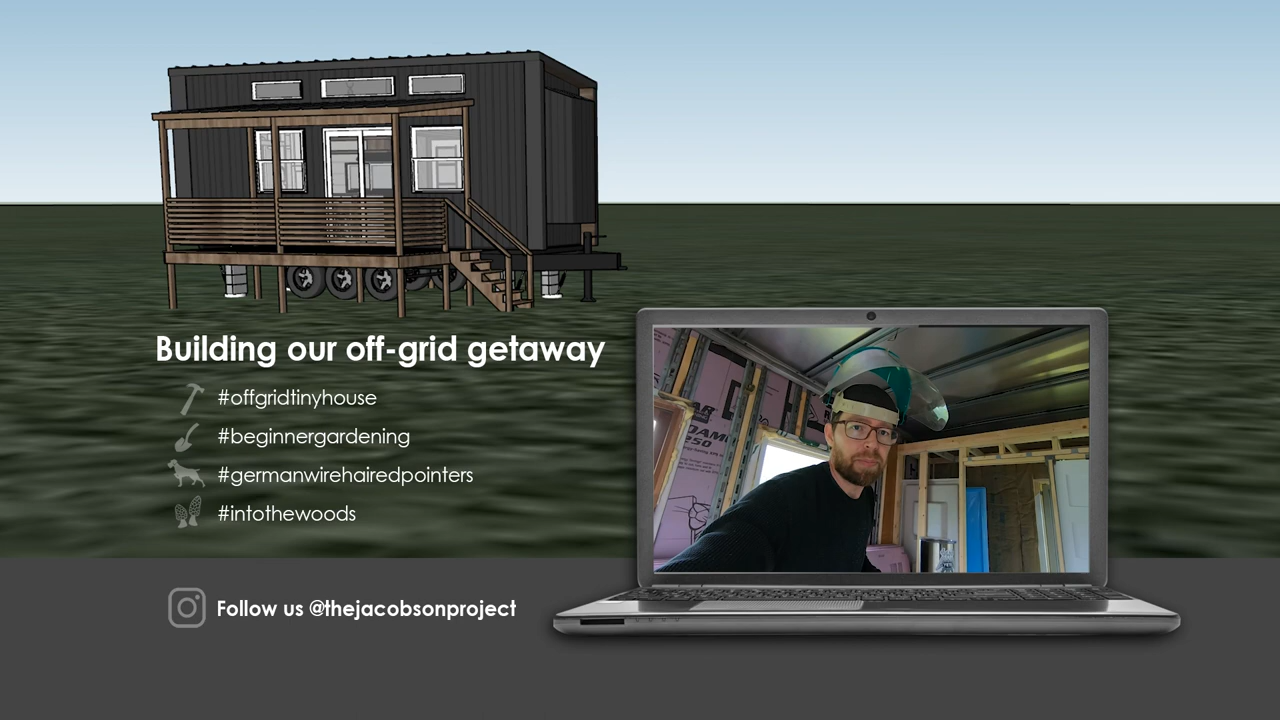 Building our off-grid getaway
#offgridtinyhouse
#beginnergardening
#germanwirehairedpointers
#intothewoods
Follow us @thejacobsonproject